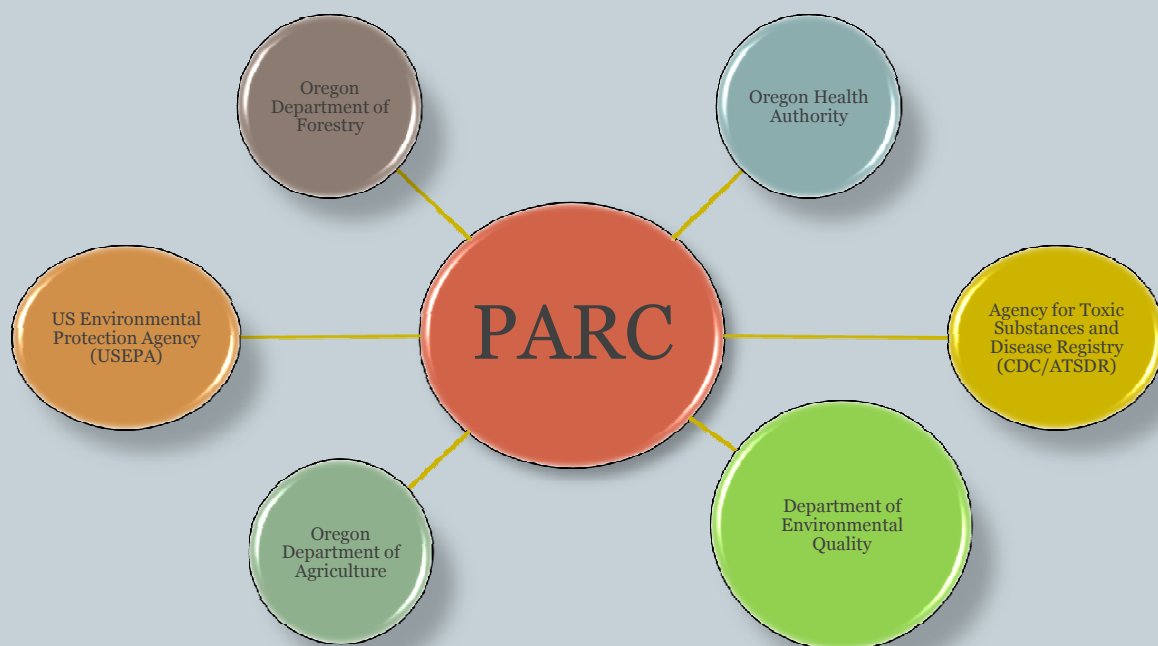 Oregon
Department of
Forestry
Oregon Health
Authority
US Environmental
Protection Agency
(USEPA)
PARC
Agency for Toxic
Substances and
Disease Registry
(CDC/ATSDR)
Oregon
Department of
Agriculture
Department of
Environmental
Quality